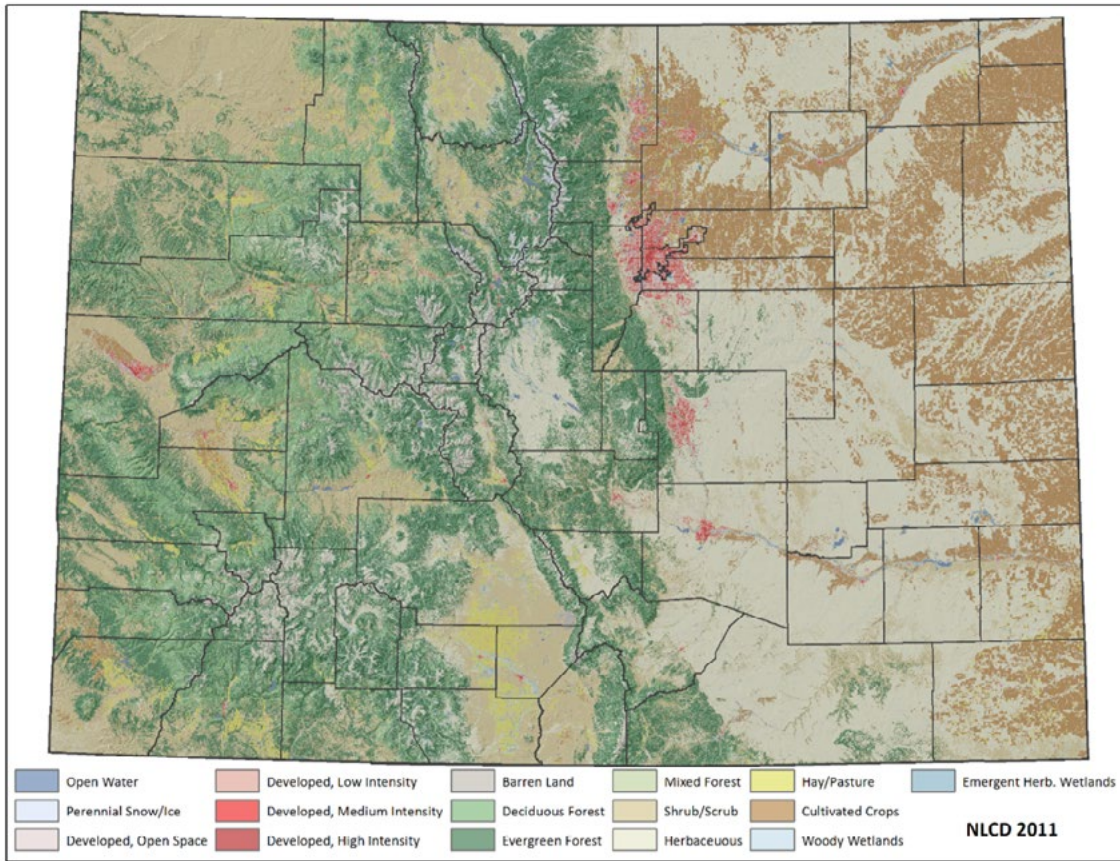 Open Water
Developed, Low Intensity
Barren Land
Mixed Forest
Hay/Pasture
Emergent Herb. Wetlands
Perennial Snow/Ice
Developed, Medium Intensity
Deciduous Forest
Shrub/Scrub
Cultivated Crops
Developed, Open Space
Developed, High Intensity
Evergreen Forest
Herbaceuous
Woody Wetlands
NLCD 2011